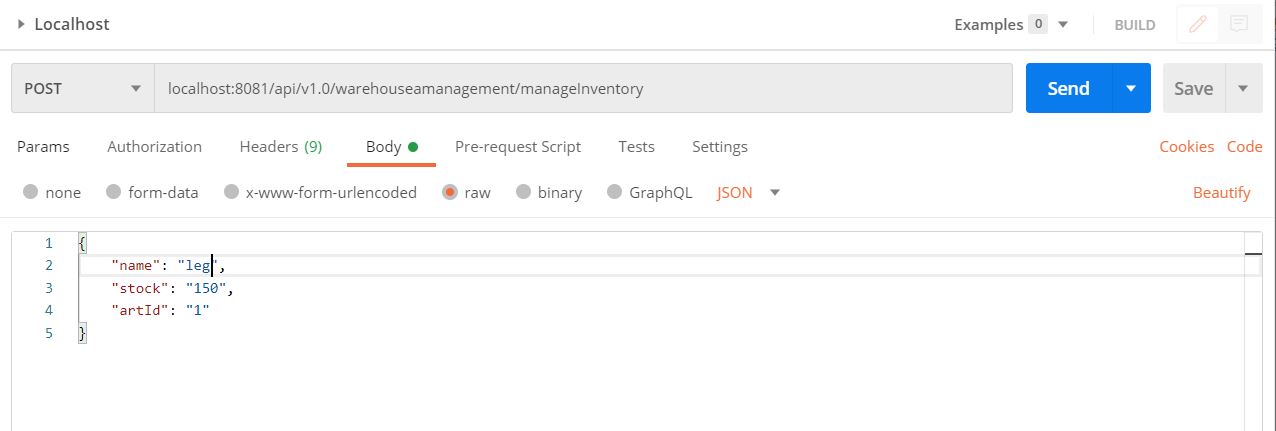 Localhost
Examples 0
BUILD
POST
localhost:8081/api/v1.0/warehouseamanagement/manageInventory
Send
Save
Params Authorization Headers (9) Body Pre-request Script Tests Settings Cookies Code
none form-data x-www-form-urlencoded raw binary GraphQL JSON Beautify
1 {
2 "name": "leg",
3 "stock": "150",
4 "artId": "1"
5 }